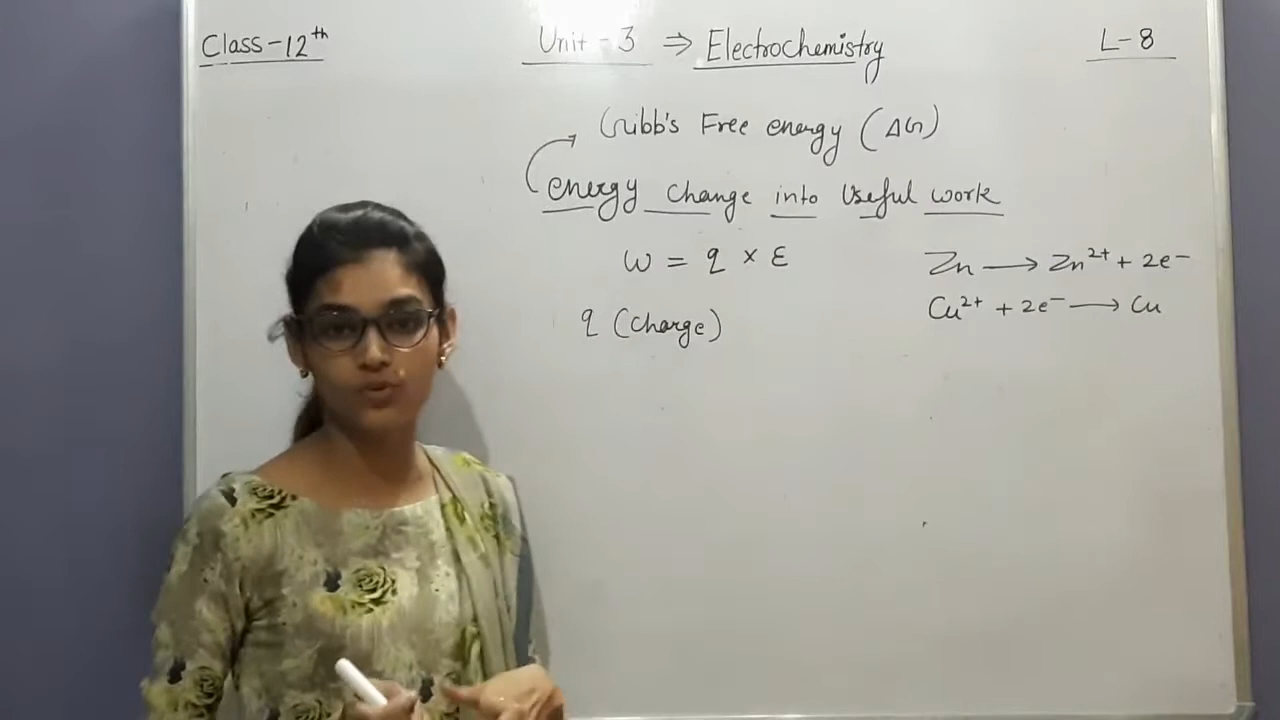 Class-12th
Unit-3 ⇒ Electrochemistry
L-8
Gibb's Free energy (ΔG)
energy change into useful work
W = q × ε
Zn ⟶ Zn²⁺ + 2e⁻
q (charge)
Cu²⁺ + 2e⁻ ⟶ Cu